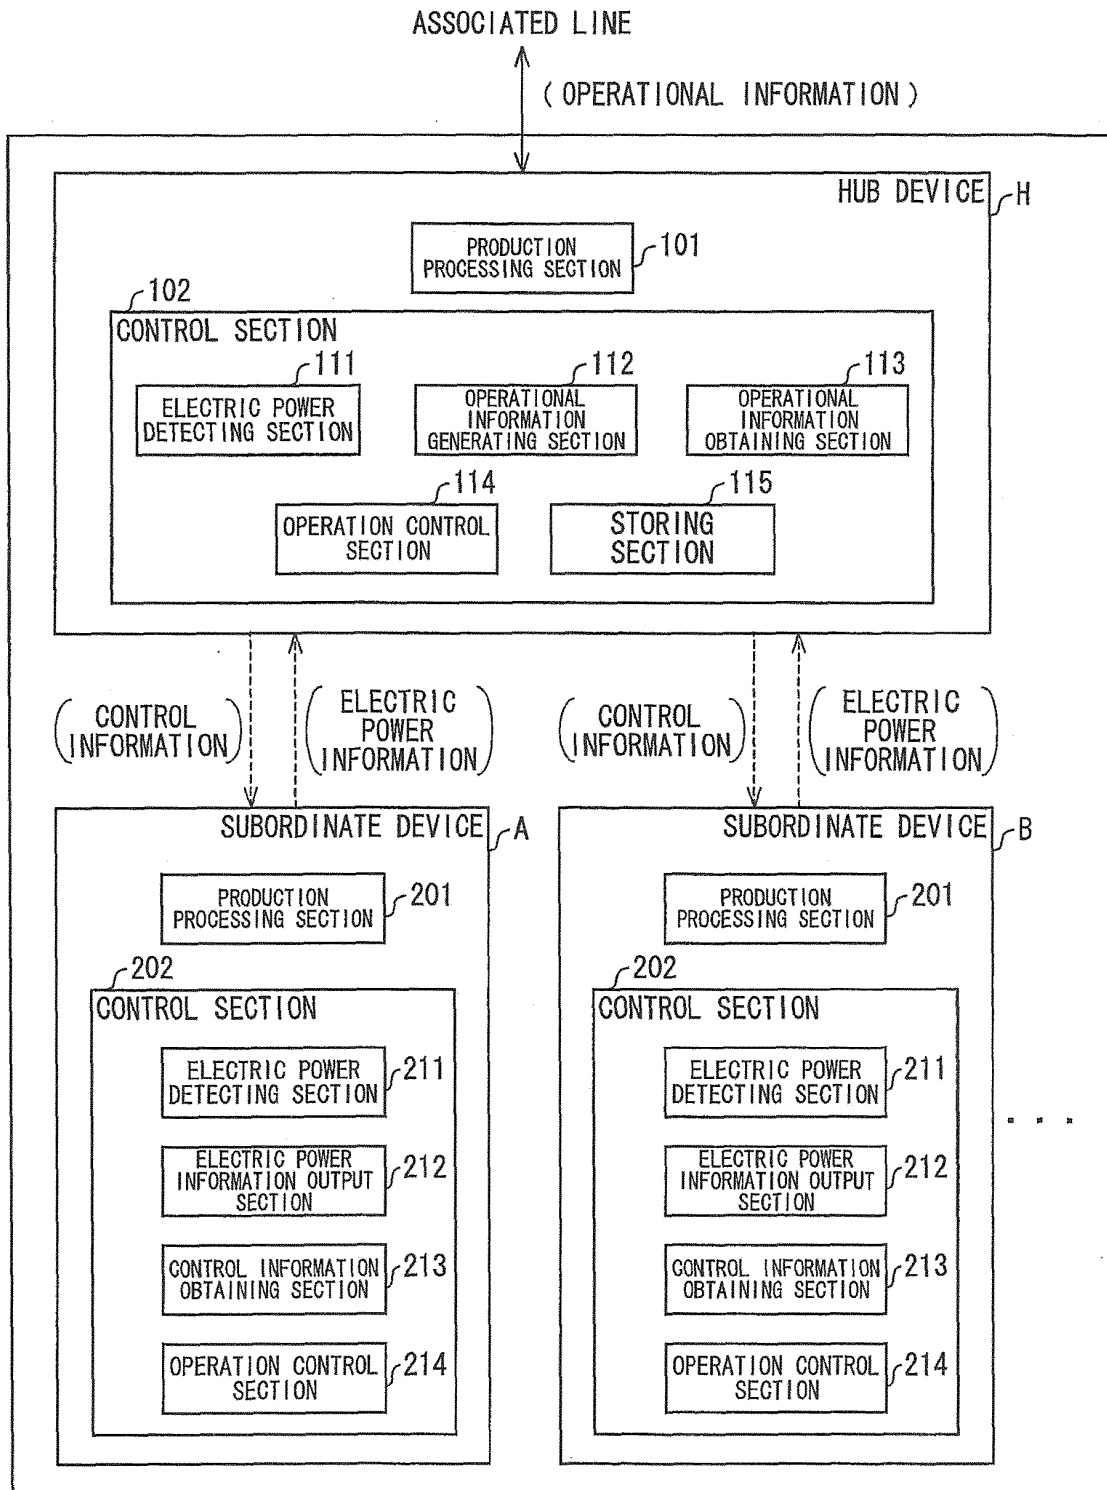 ASSOCIATED LINE
(OPERATIONAL INFORMATION)
HUB DEVICE
H
PRODUCTION
PROCESSING SECTION
101
102
CONTROL SECTION
111
ELECTRIC POWER
DETECTING SECTION
112
OPERATIONAL
INFORMATION
GENERATING SECTION
113
OPERATIONAL
INFORMATION
OBTAINING SECTION
114
OPERATION CONTROL
SECTION
115
STORING
SECTION
(CONTROL
INFORMATION)
(ELECTRIC
POWER
INFORMATION)
(CONTROL
INFORMATION)
(ELECTRIC
POWER
INFORMATION)
SUBORDINATE DEVICE
A
PRODUCTION
PROCESSING SECTION
201
202
CONTROL SECTION
ELECTRIC POWER
DETECTING SECTION
211
ELECTRIC POWER
INFORMATION OUTPUT
SECTION
212
CONTROL INFORMATION
OBTAINING SECTION
213
OPERATION CONTROL
SECTION
214
SUBORDINATE DEVICE
B
PRODUCTION
PROCESSING SECTION
201
202
CONTROL SECTION
ELECTRIC POWER
DETECTING SECTION
211
ELECTRIC POWER
INFORMATION OUTPUT
SECTION
212
CONTROL INFORMATION
OBTAINING SECTION
213
OPERATION CONTROL
SECTION
214
. . .